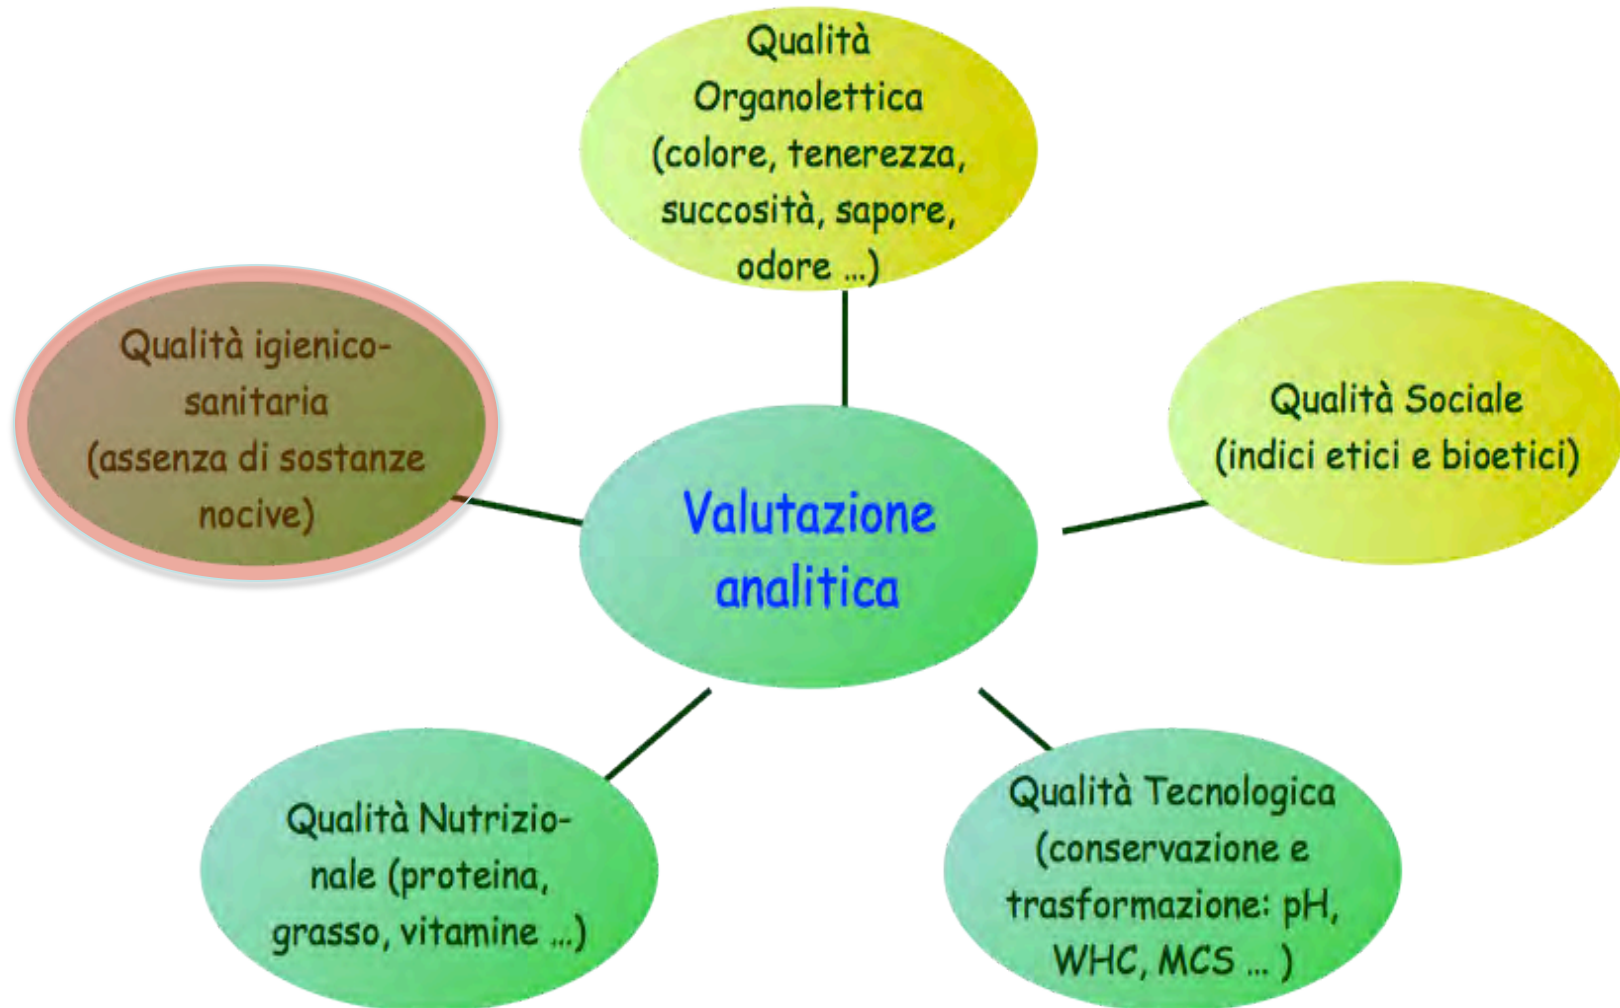 Qualità
Organolettica
(colore, tenerezza,
succosità, sapore,
odore ...)
Qualità igienico-
sanitaria
(assenza di sostanze
nocive)
Qualità Sociale
(indici etici e bioetici)
Valutazione
analitica
Qualità Nutrizio-
nale (proteina,
grasso, vitamine ...)
Qualità Tecnologica
(conservazione e
trasformazione: pH,
WHC, MCS ... )